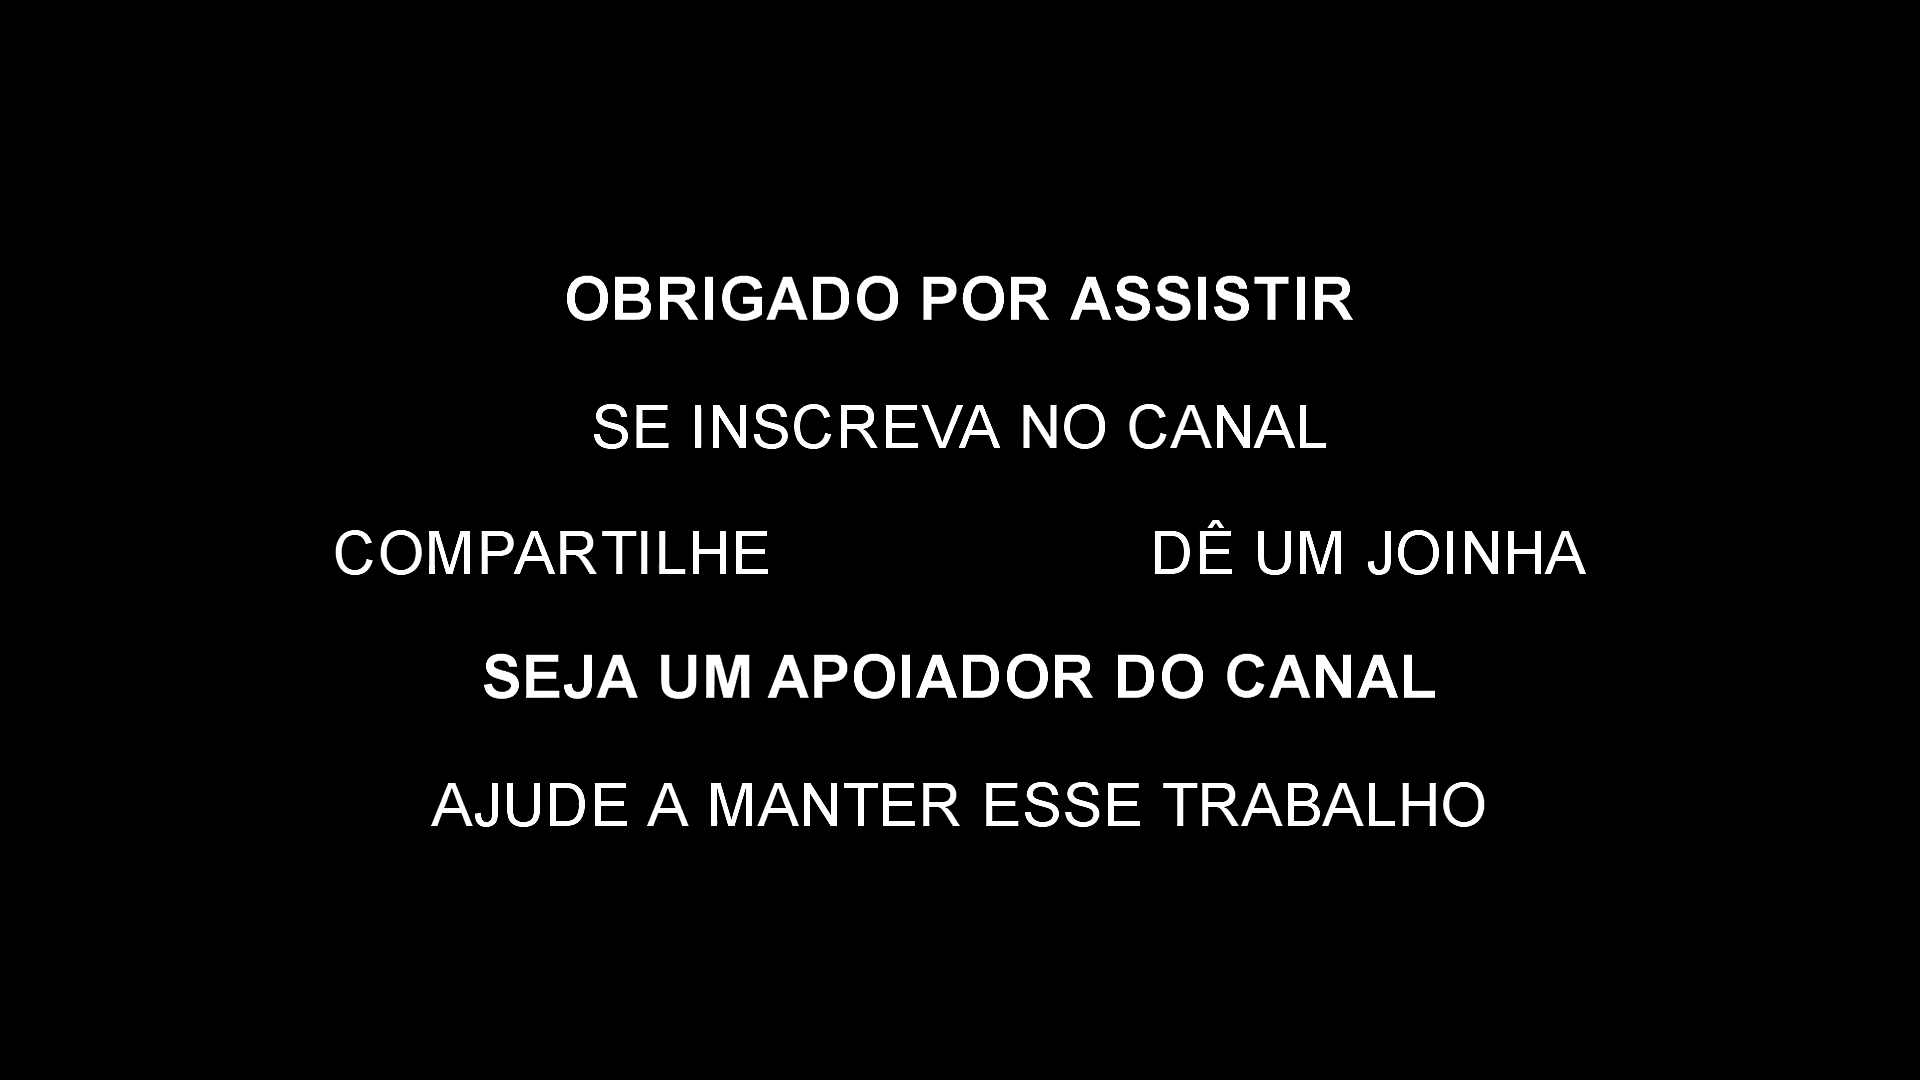 OBRIGADO POR ASSISTIR
SE INSCREVA NO CANAL
COMPARTILHE DÊ UM JOINHA
SEJA UM APOIADOR DO CANAL
AJUDE A MANTER ESSE TRABALHO